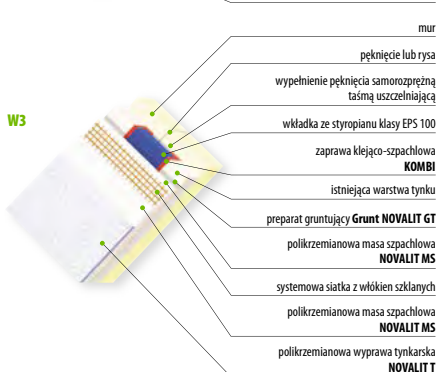 mur
pęknięcie lub rysa
wypełnienie pęknięcia samorozprężną
taśmą uszczelniającą
W3
wkładka ze styropianu klasy EPS 100
zaprawa klejąco-szpachlowa
KOMBI
istniejąca warstwa tynku
preparat gruntujący Grunt NOVALIT GT
polikrzemianowa masa szpachlowa
NOVALIT MS
systemowa siatka z włókien szklanych
polikrzemianowa masa szpachlowa
NOVALIT MS
polikrzemianowa wyprawa tynkarska
NOVALIT T